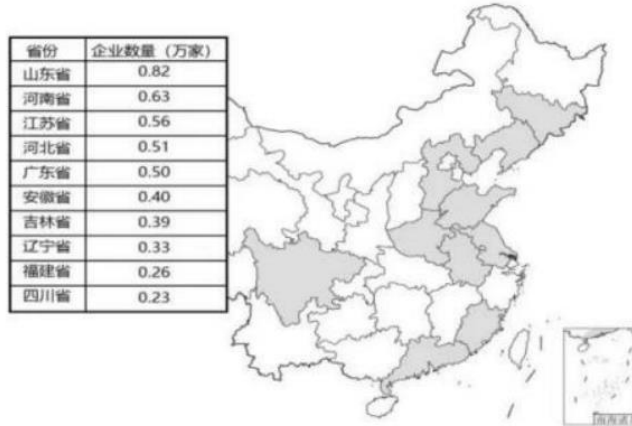 省份 企业数量（万家）
山东省 0.82
河南省 0.63
江苏省 0.56
河北省 0.51
广东省 0.50
安徽省 0.40
吉林省 0.39
辽宁省 0.33
福建省 0.26
四川省 0.23